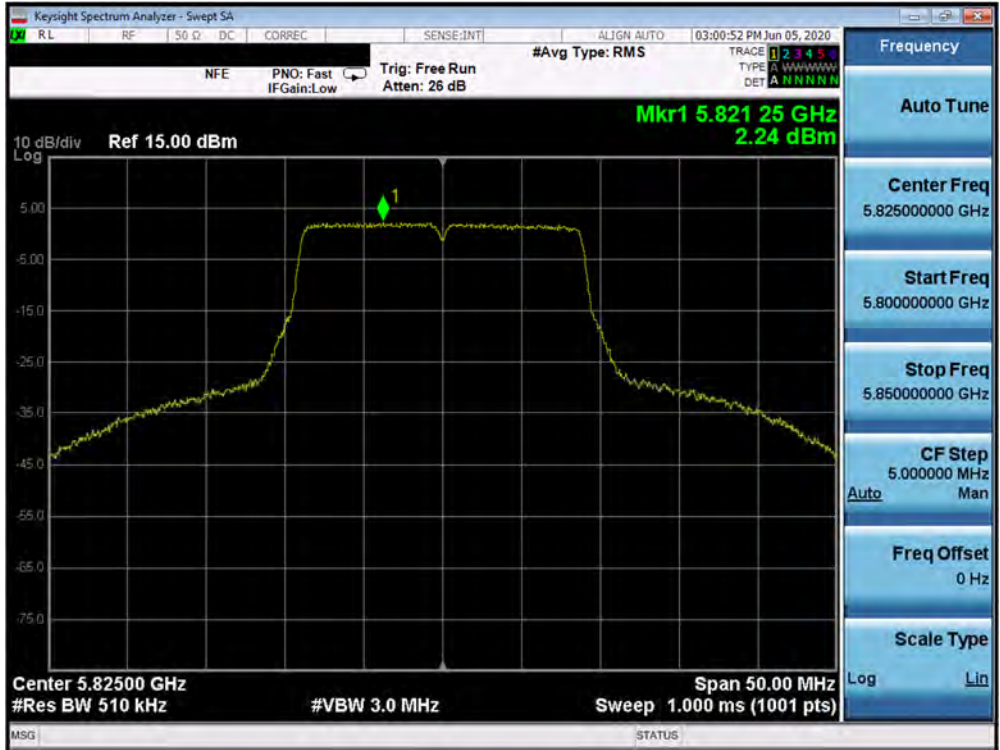 Keysight Spectrum Analyzer - Swept SA
LXI RL RF 50 Ω DC CORREC SENSE:INT ALIGN AUTO 03:00:52 PM Jun 05, 2020
#Avg Type: RMS TRACE 1 2 3 4 5 6
NFE PNO: Fast Trig: Free Run TYPE A WWWWW
IFGain:Low Atten: 26 dB DET A N N N N N
Mkr1 5.821 25 GHz
10 dB/div Ref 15.00 dBm 2.24 dBm
Log
1
5.00
-5.00
-15.0
-25.0
-35.0
-45.0
-55.0
-65.0
-75.0
Center 5.82500 GHz Span 50.00 MHz
#Res BW 510 kHz #VBW 3.0 MHz Sweep 1.000 ms (1001 pts)
MSG STATUS
Frequency
Auto Tune
Center Freq
5.825000000 GHz
Start Freq
5.800000000 GHz
Stop Freq
5.850000000 GHz
CF Step
5.000000 MHz
Auto Man
Freq Offset
0 Hz
Scale Type
Log Lin